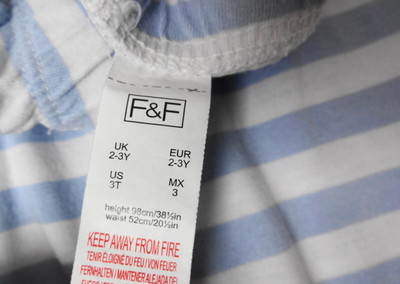 F&F
UK EUR
2-3Y 2-3Y
US MX
3T 3
height 98cm/38½in
waist 52cm/20½in
KEEP AWAY FROM FIRE
TENIR ÉLOIGNÉ DU FEU / VON FEUER
FERNHALTEN / MANTENER ALEJADA DEL